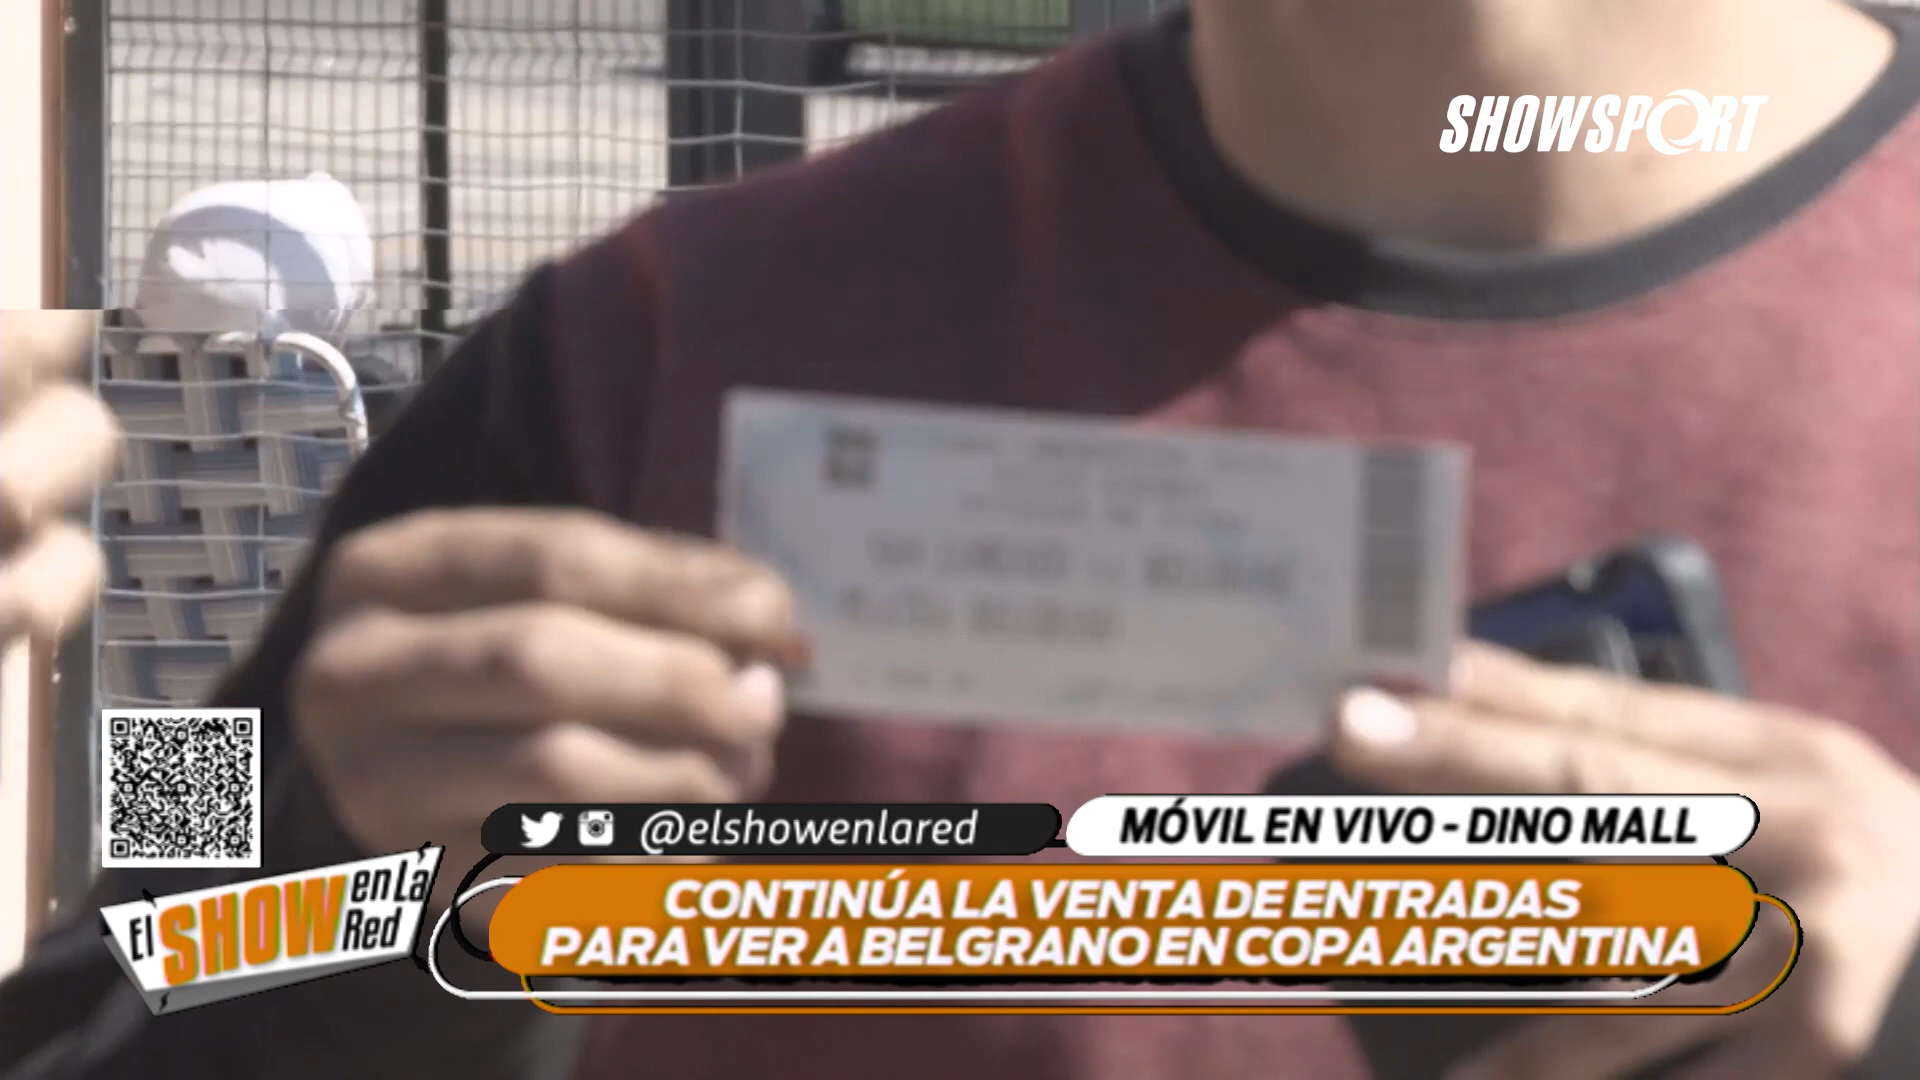 SHOWSPORT
@elshowenlared
MÓVIL EN VIVO - DINO MALL
El SHOW en La Red
CONTINÚA LA VENTA DE ENTRADAS
PARA VER A BELGRANO EN COPA ARGENTINA